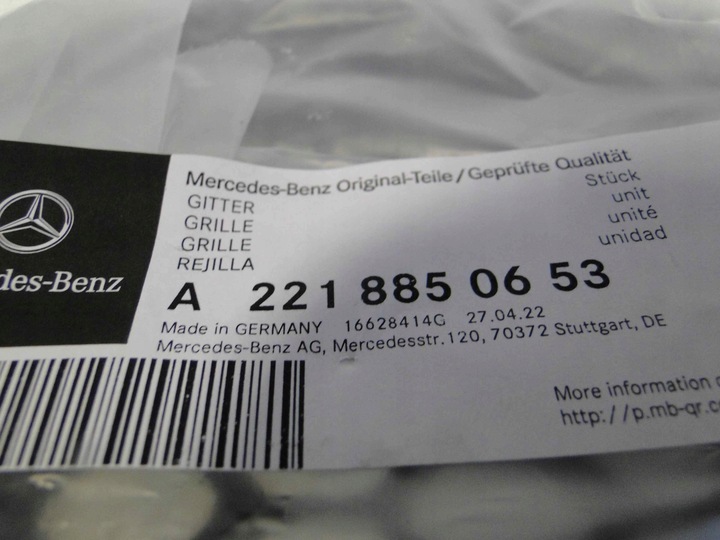 Mercedes-Benz Original-Teile/Geprüfte Qualität
GITTER Stück
GRILLE unit
GRILLE unité
REJILLA unidad
des-Benz
A 221 885 06 53
Made in GERMANY 16628414G 27.04.22
Mercedes-Benz AG, Mercedesstr.120, 70372 Stuttgart, DE
More information
http://p.mb-qr.c